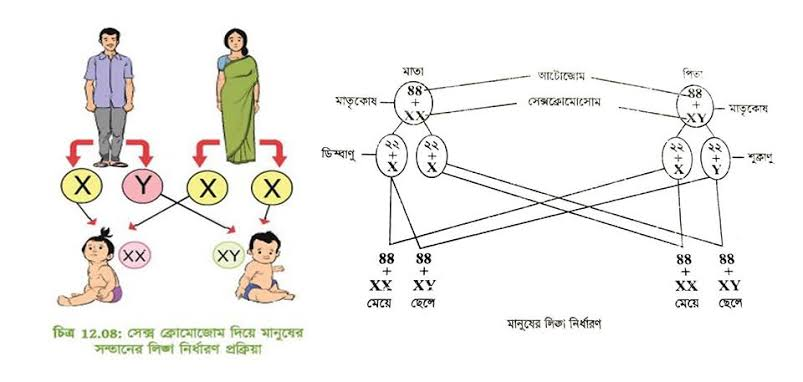 X
Y
X
X
XX
XY
চিত্র 12.08: সেক্স ক্রোমোজোম দিয়ে মানুষের
সন্তানের লিঙ্গ নির্ধারণ প্রক্রিয়া
মাতা
অটোজোম
পিতা
মাতৃকোষ
৪৪
+
XX
সেক্সক্রোমোসোম
৪৪
+
XY
মাতৃকোষ
ডিম্বাণু
২২
+
X
২২
+
X
২২
+
X
২২
+
Y
শুক্রাণু
৪৪
+
XX
মেয়ে
৪৪
+
XY
ছেলে
৪৪
+
XX
মেয়ে
৪৪
+
XY
ছেলে
মানুষের লিঙ্গ নির্ধারণ